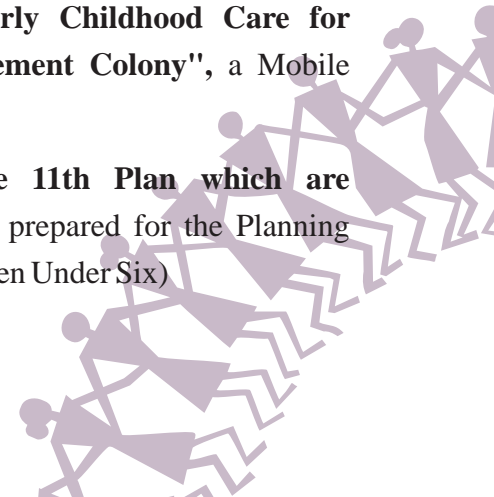 rly Childhood Care for
ement Colony", a Mobile
e 11th Plan which are
prepared for the Planning
en Under Six)